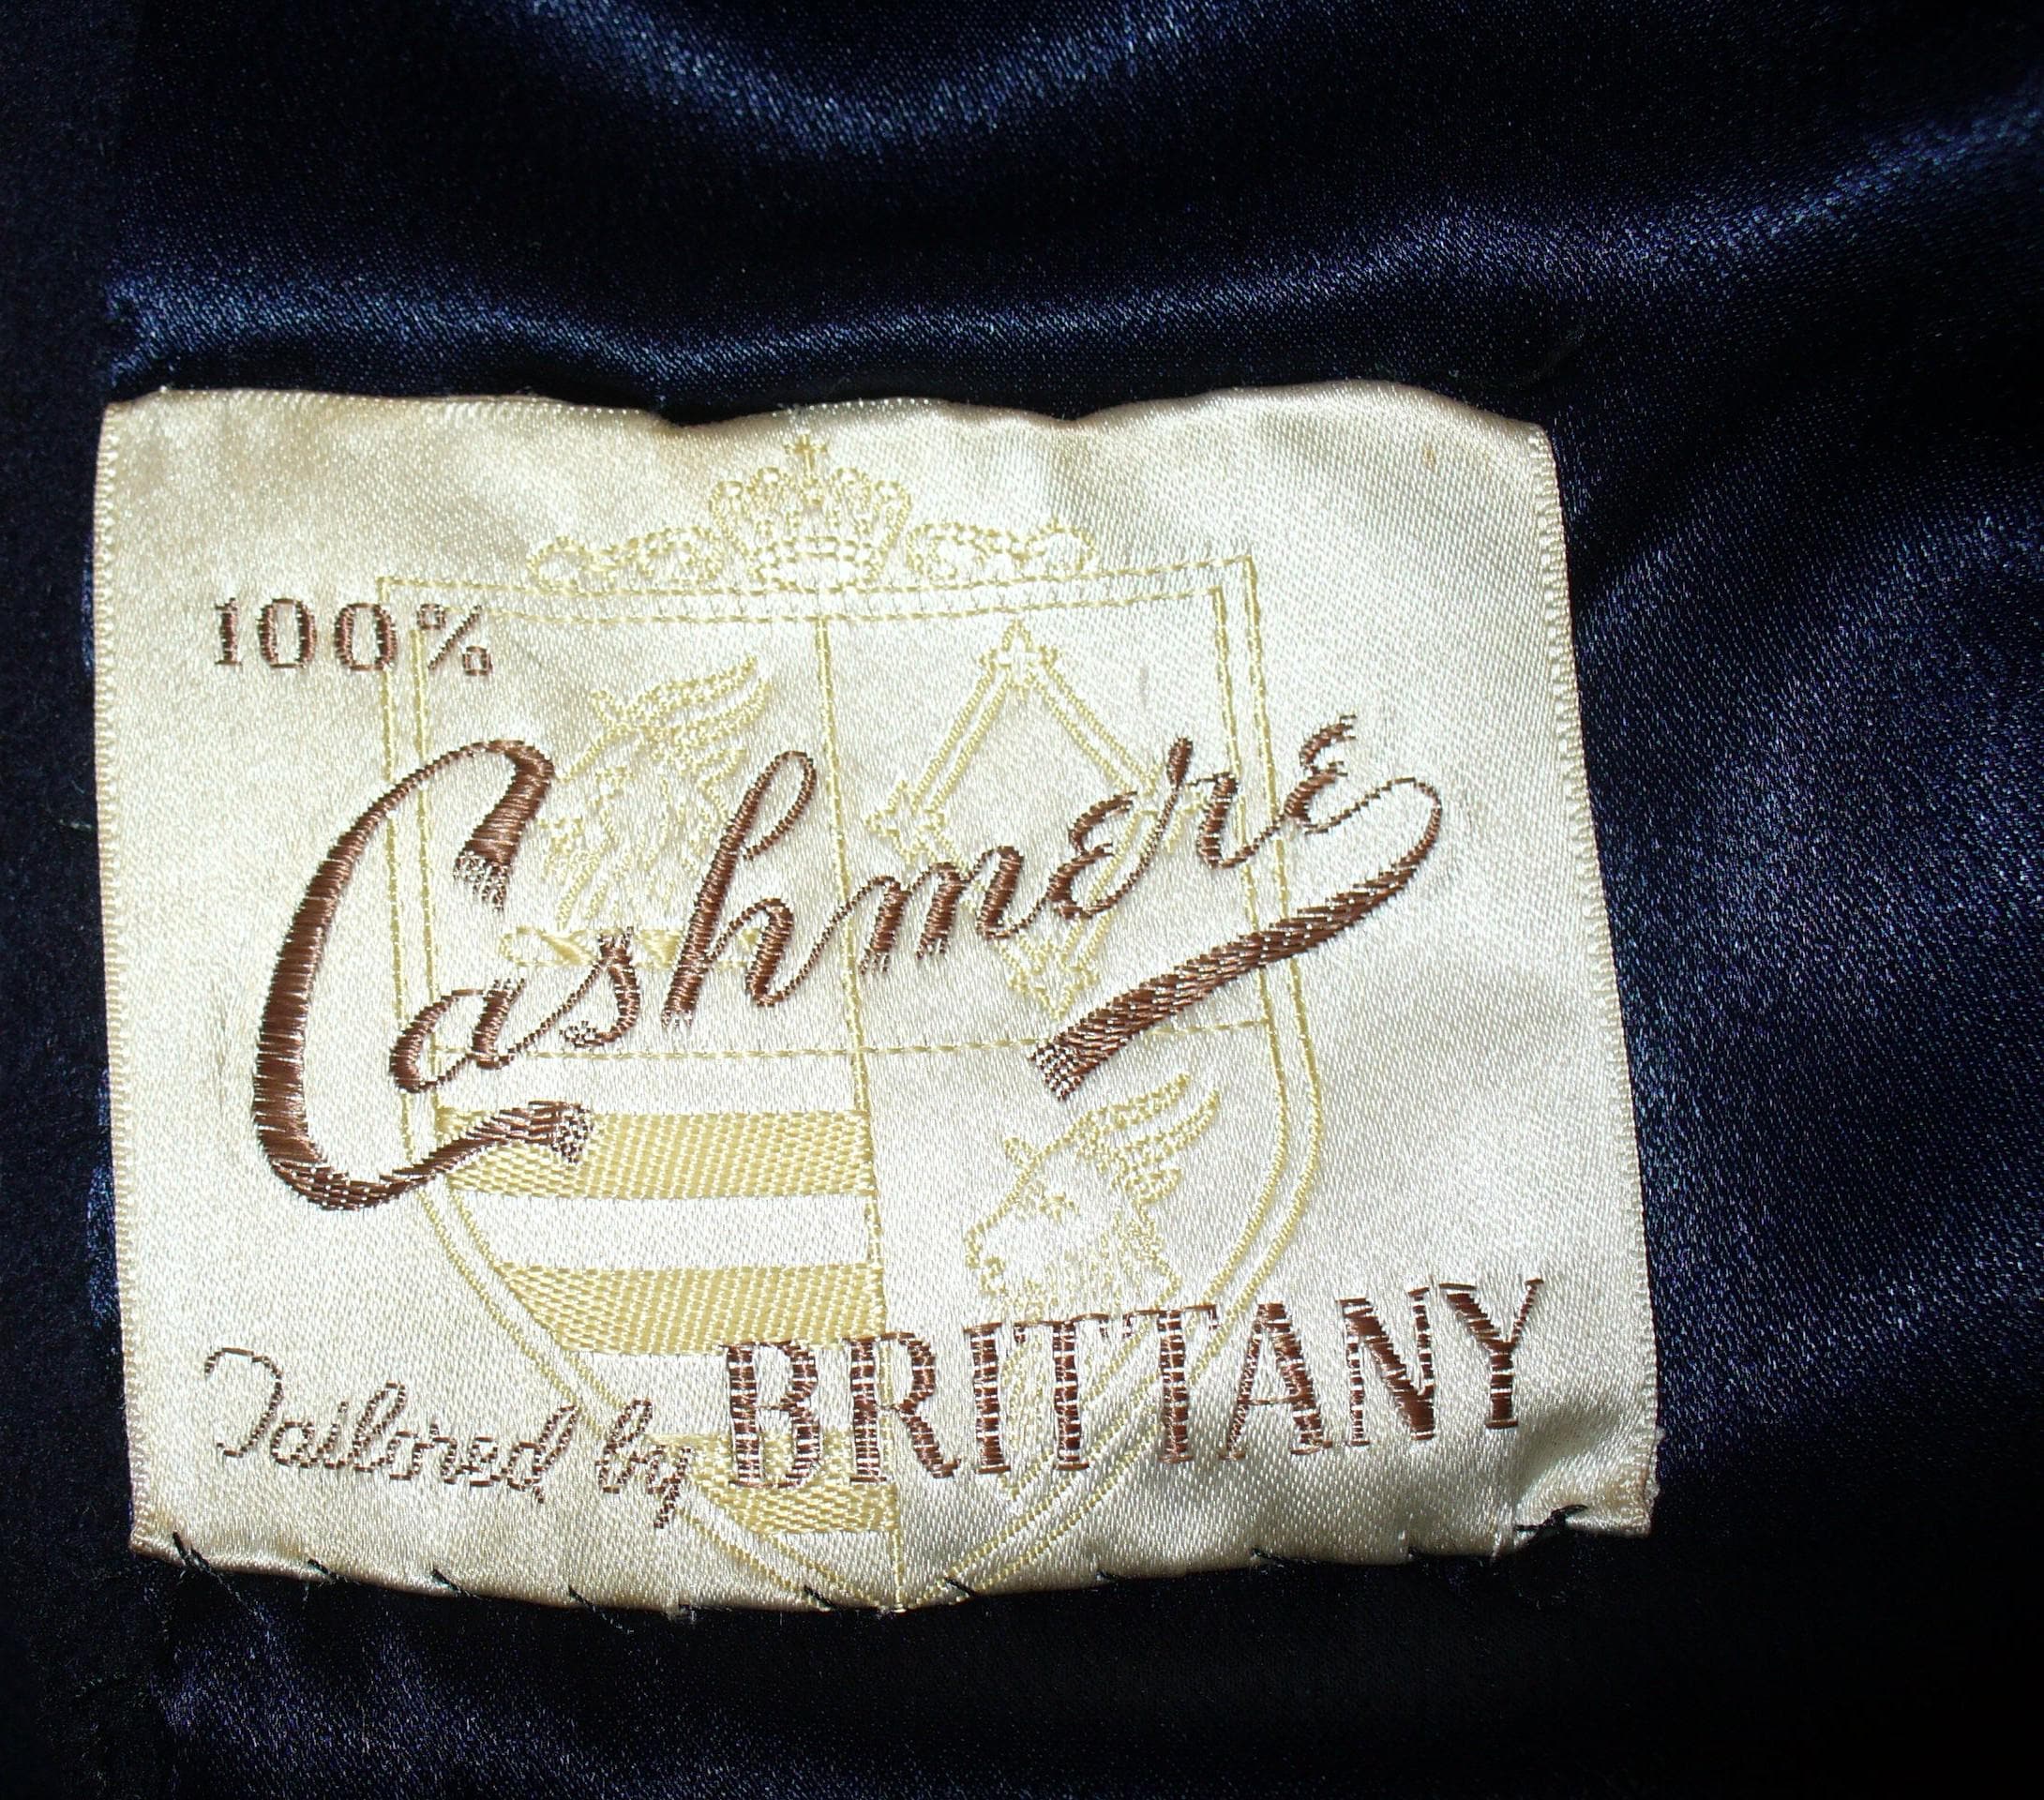 100%
Cashmere
Tailored by BRITTANY